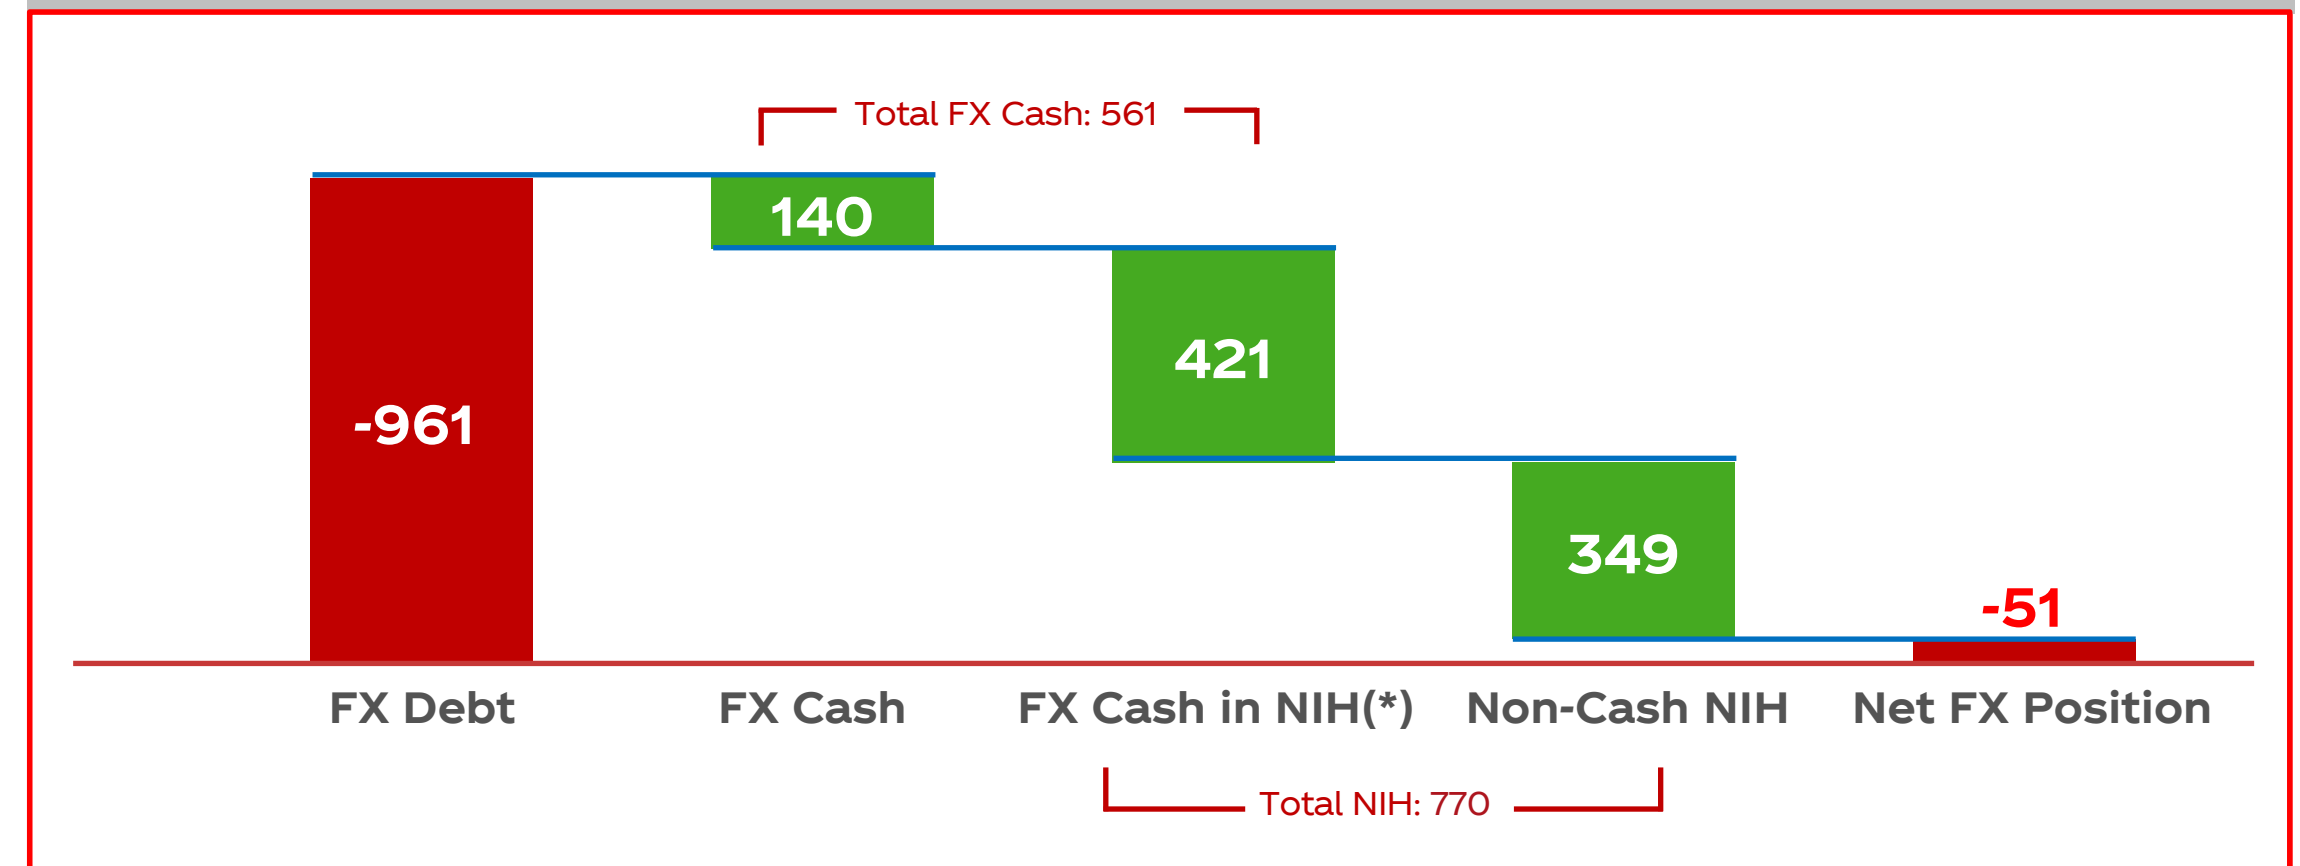 Total FX Cash: 561
140
421
-961
349
-51
FX Debt
FX Cash
FX Cash in NIH(*)
Non-Cash NIH
Net FX Position
Total NIH: 770